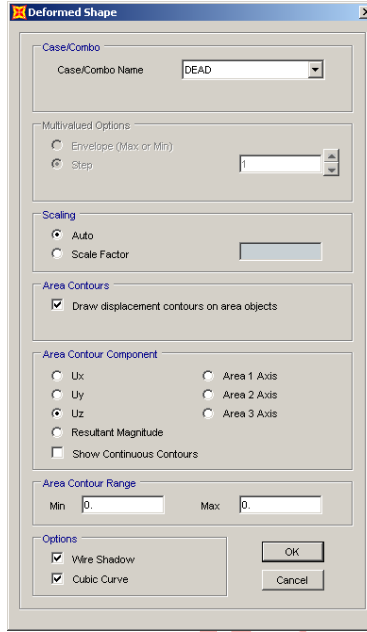 Deformed Shape
Case/Combo
Case/Combo Name DEAD
Multivalued Options
Envelope (Max or Min)
Step 1
Scaling
Auto
Scale Factor
Area Contours
Draw displacement contours on area objects
Area Contour Component
Ux Area 1 Axis
Uy Area 2 Axis
Uz Area 3 Axis
Resultant Magnitude
Show Continuous Contours
Area Contour Range
Min 0. Max 0.
Options
Wire Shadow OK
Cubic Curve Cancel